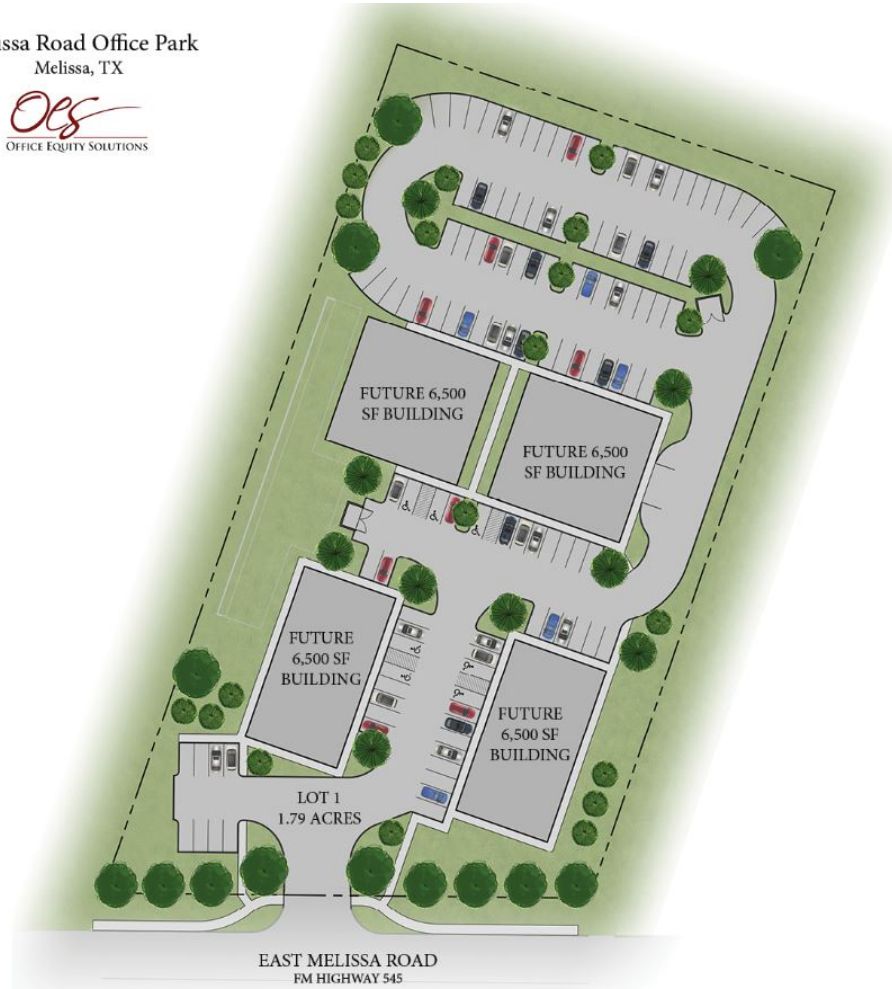 issa Road Office Park
Melissa, TX
Oes
OFFICE EQUITY SOLUTIONS
FUTURE 6,500
SF BUILDING
FUTURE 6,500
SF BUILDING
FUTURE
6,500 SF
BUILDING
FUTURE
6,500 SF
BUILDING
LOT 1
1.79 ACRES
EAST MELISSA ROAD
FM HIGHWAY 545